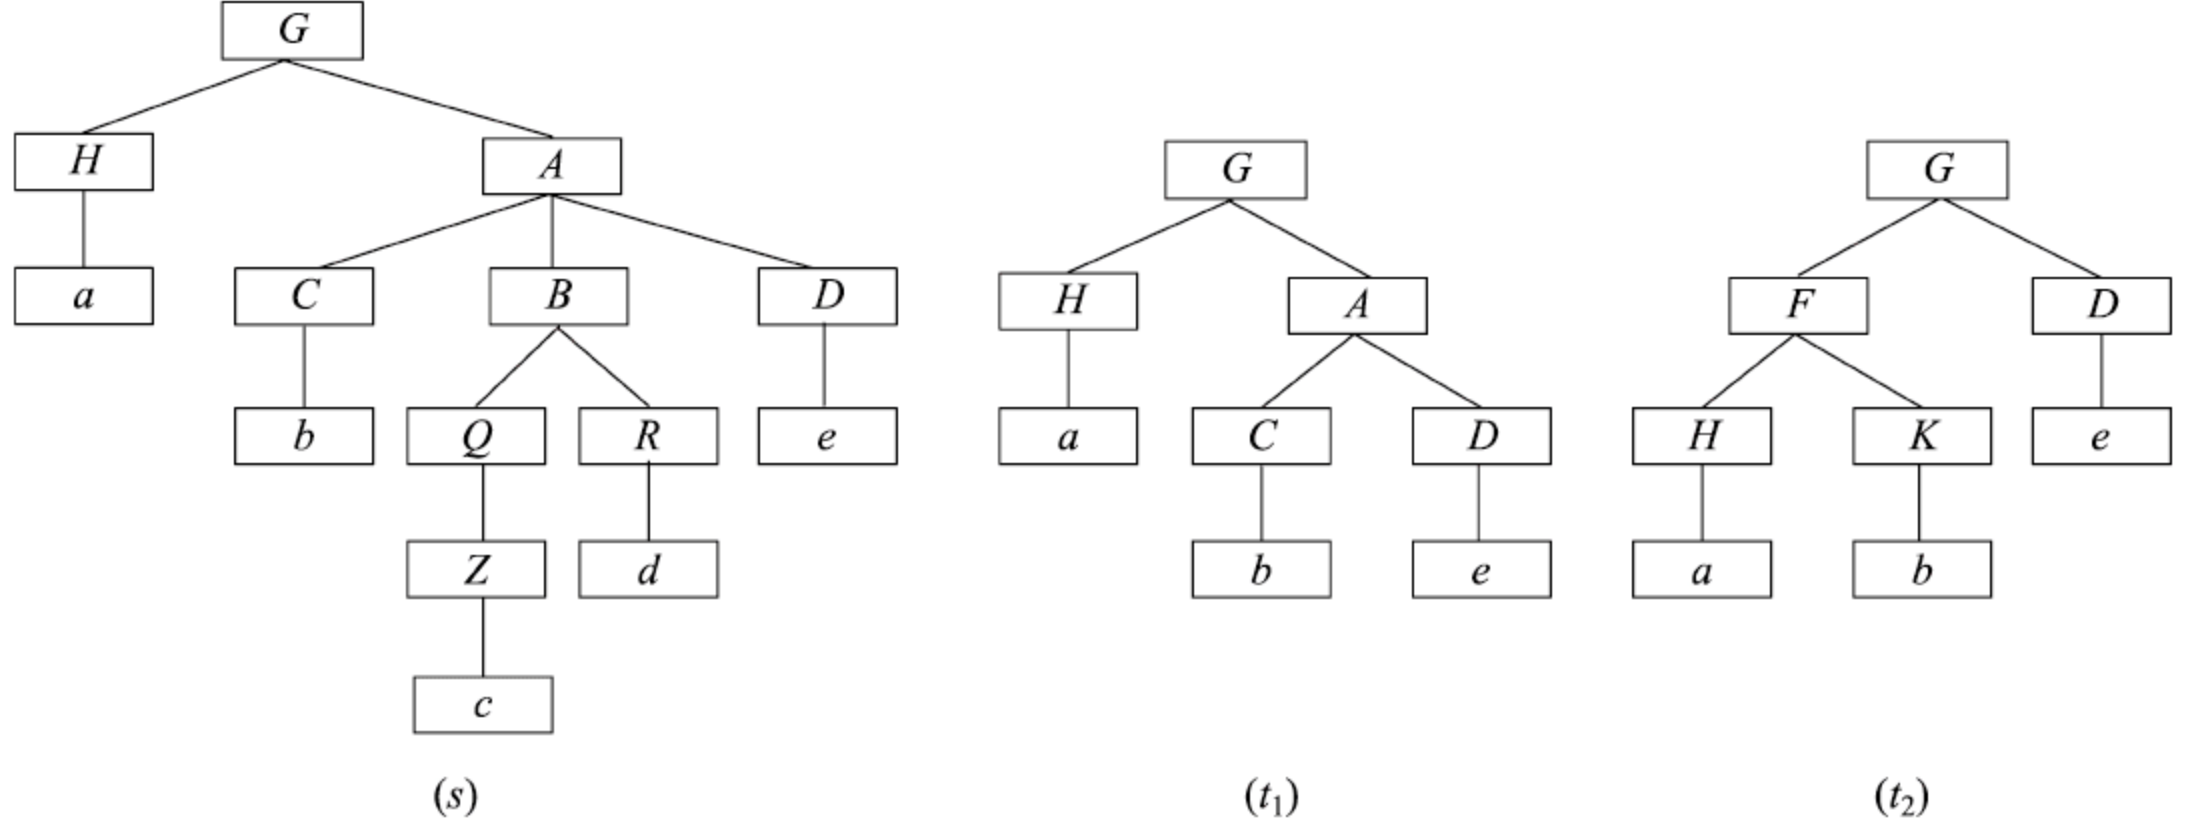 G
H A
C B D
a
b Q R e
Z d
c
(s)
G
H A
a C D
b e
(t₁)
G
F D
H K e
a b
(t₂)